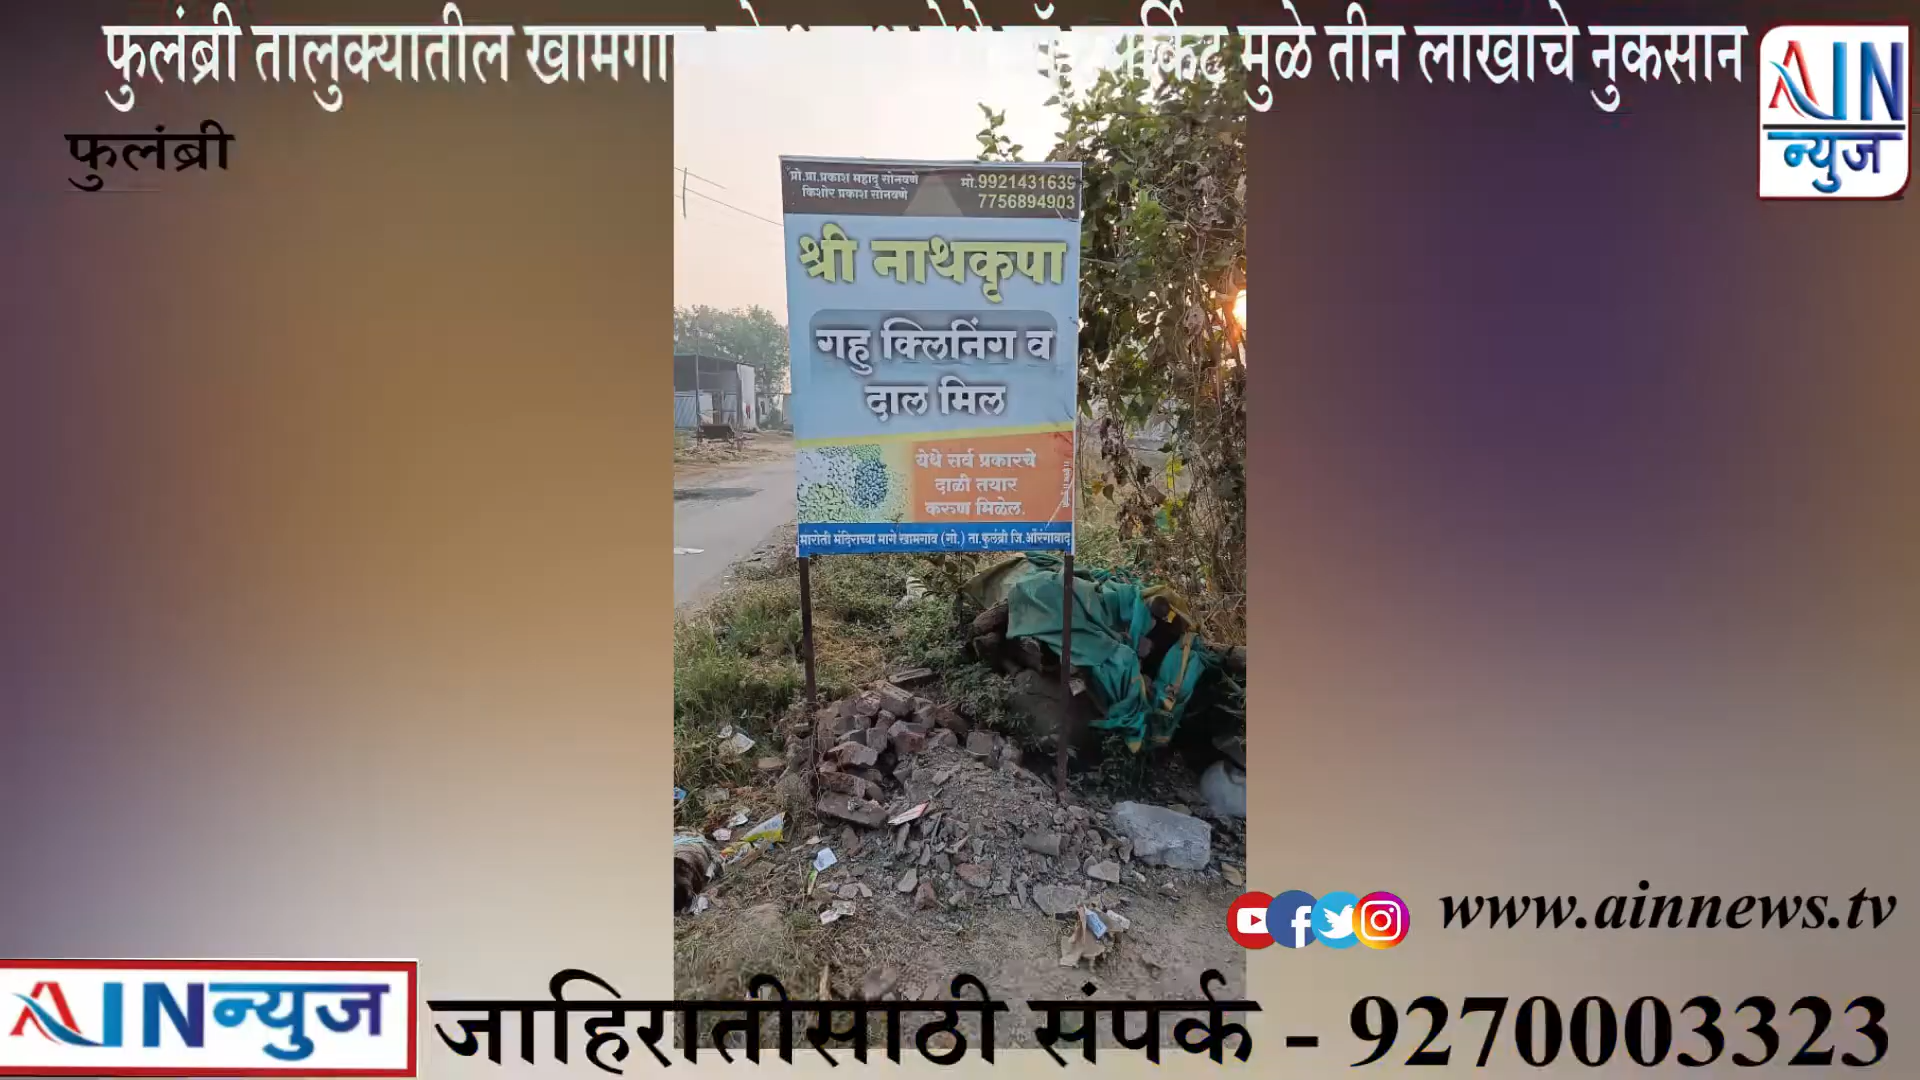 फुलंब्री तालुक्यातील मुळे तीन लाखाचे नुकसान
AIN
न्युज
फुलंब्री
प्रो.प्रा.प्रकाश महादू सोनवणे
किशोर प्रकाश सोनवणे
मो.9921431639
7756894903
श्री नाथकृपा
गहु क्लिनिंग व
दाल मिल
येथे सर्व प्रकारचे
दाळी तयार
करुण मिळेल.
मारोती मंदिराच्या मागे खामगाव (गो.) ता.फुलंब्री जि.औरंगाबाद
www.ainnews.tv
AIN न्युज
जाहिरातीसाठी संपर्क - 9270003323